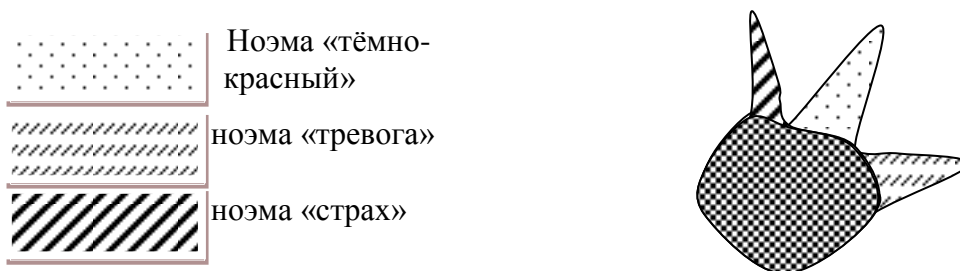 Ноэма «тёмно-
красный»
ноэма «тревога»
ноэма «страх»